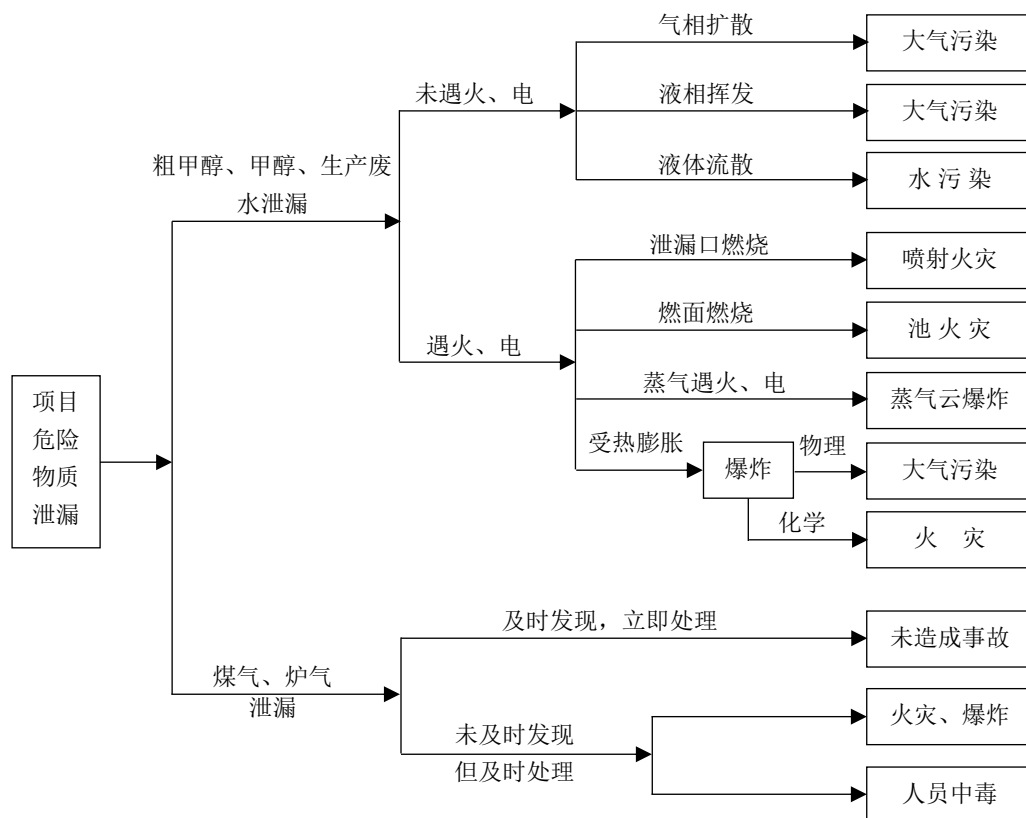 气相扩散
大气污染
未遇火、电
液相挥发
大气污染
粗甲醇、甲醇、生产废
水泄漏
液体流散
水 污 染
泄漏口燃烧
喷射火灾
遇火、电
燃面燃烧
池 火 灾
蒸气遇火、电
蒸气云爆炸
项目
危险
物质
泄漏
受热膨胀
爆炸
物理
大气污染
化学
火 灾
及时发现，立即处理
未造成事故
煤气、炉气
泄漏
未及时发现
但及时处理
火灾、爆炸
人员中毒